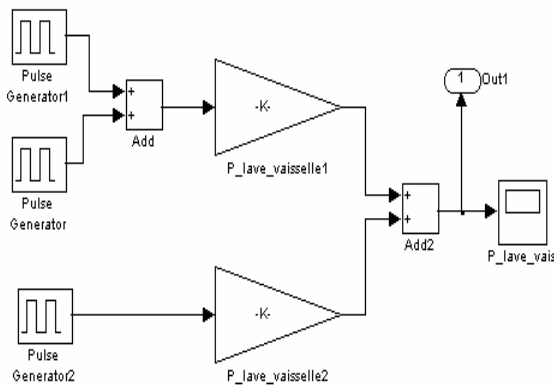 Pulse
Generator1
+
+
Add
-K-
P_lave_vaisselle1
1
Out1
Pulse
Generator
+
+
Add2
P_lave_vais
Pulse
Generator2
-K-
P_lave_vaisselle2